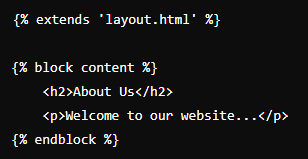 {% extends 'layout.html' %}

{% block content %}
    <h2>About Us</h2>
    <p>Welcome to our website...</p>
{% endblock %}